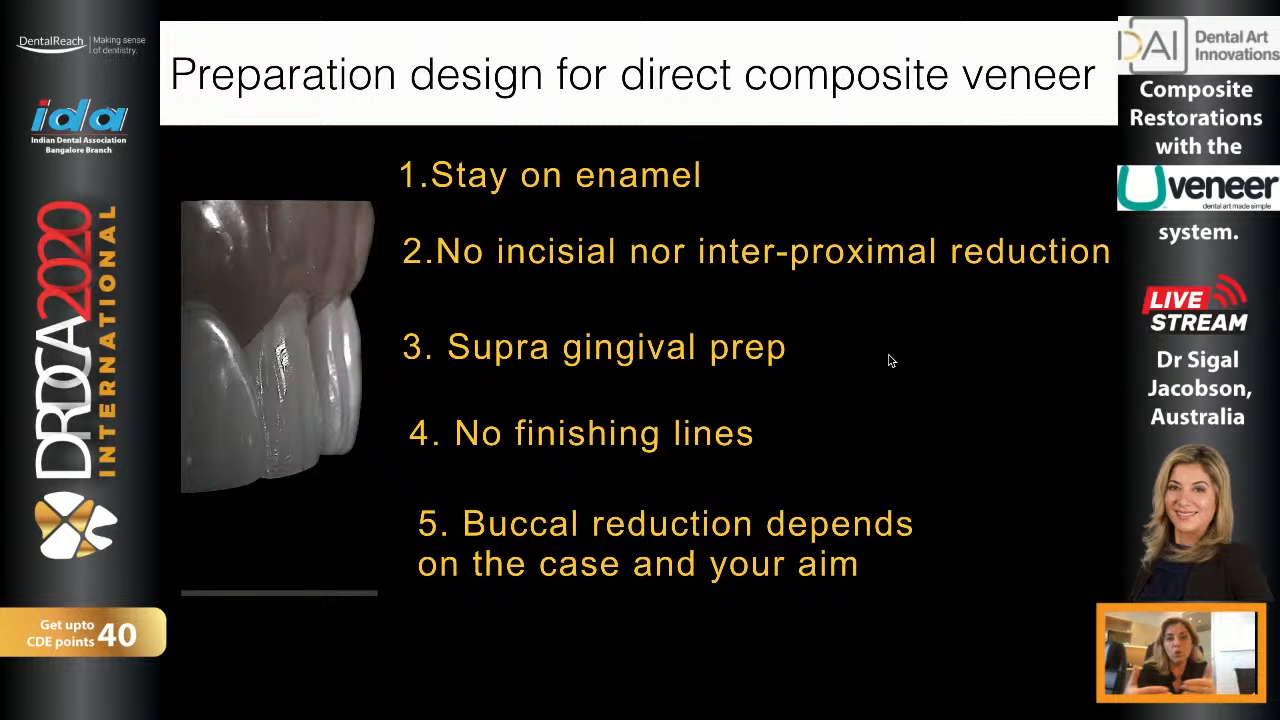 DentalReach | Making sense
of dentistry.
ida
Indian Dental Association
Bangalore Branch
DRDCA2020
INTERNATIONAL
Get upto
CDE points 40
Preparation design for direct composite veneer
1.Stay on enamel
2.No incisial nor inter-proximal reduction
3. Supra gingival prep
4. No finishing lines
5. Buccal reduction depends
on the case and your aim
DAI Dental Art
Innovations
Composite
Restorations
with the
Uveneer
dental art made simple
system.
LIVE
STREAM
Dr Sigal
Jacobson,
Australia